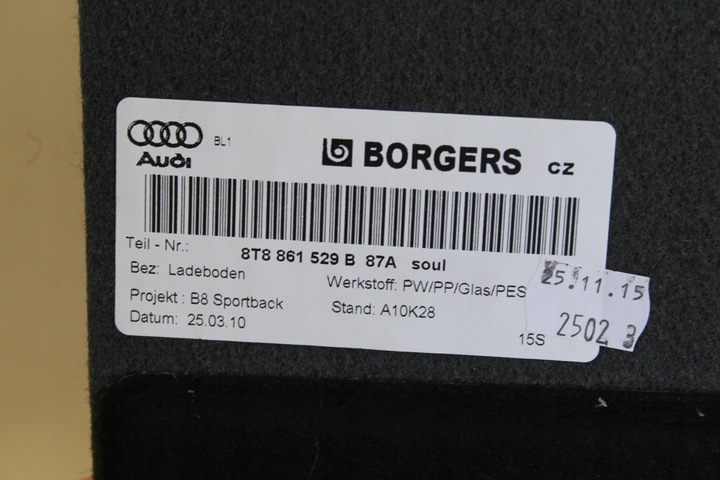 Audi
BL1
b BORGERS CZ
Teil - Nr.: 8T8 861 529 B 87A soul
Bez: Ladeboden
Werkstoff: PW/PP/Glas/PES
Projekt : B8 Sportback
Stand: A10K28
Datum: 25.03.10
15S
25.11.15
2502 3